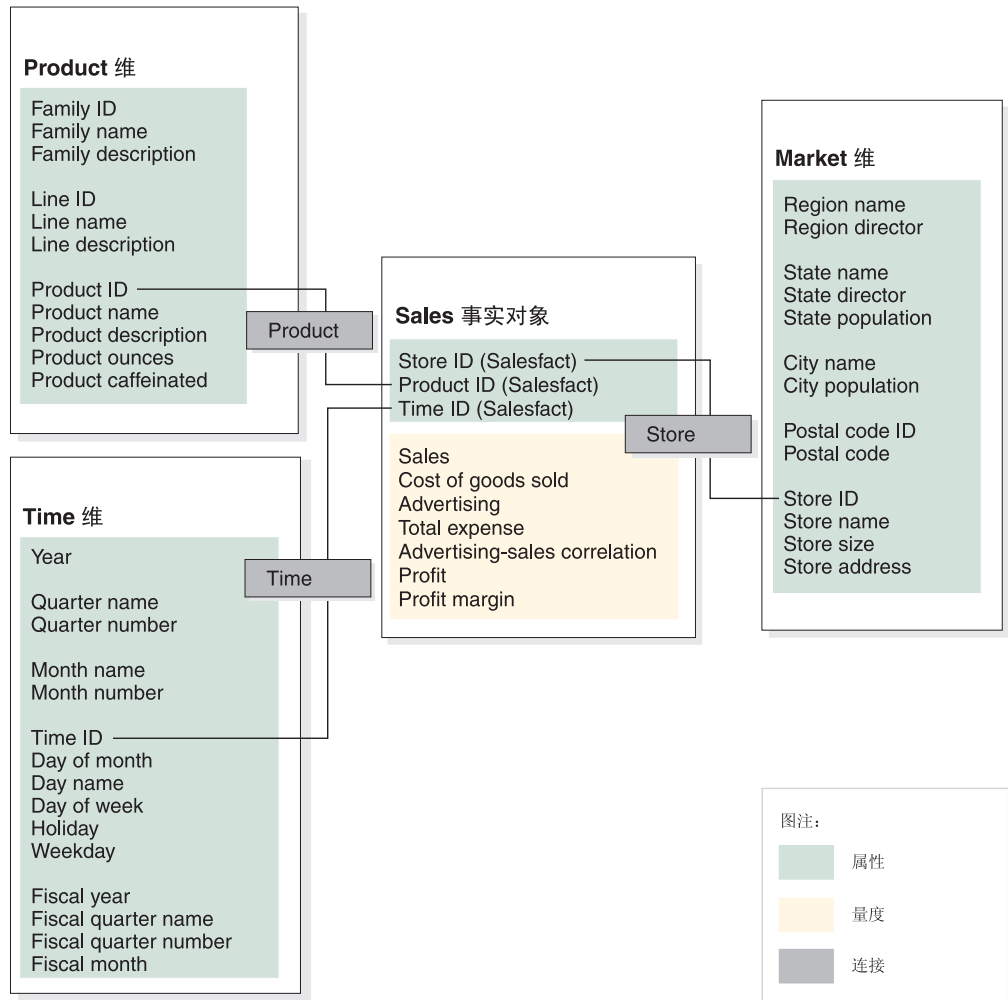 Product 维
Family ID
Family name
Family description
Line ID
Line name
Line description
Product ID
Product name
Product description
Product ounces
Product caffeinated
Product
Time 维
Year
Quarter name
Quarter number
Month name
Month number
Time ID
Day of month
Day name
Day of week
Holiday
Weekday
Fiscal year
Fiscal quarter name
Fiscal quarter number
Fiscal month
Time
Sales 事实对象
Store ID (Salesfact)
Product ID (Salesfact)
Time ID (Salesfact)
Sales
Cost of goods sold
Advertising
Total expense
Advertising-sales correlation
Profit
Profit margin
Store
Market 维
Region name
Region director
State name
State director
State population
City name
City population
Postal code ID
Postal code
Store ID
Store name
Store size
Store address
图注：
属性
量度
连接